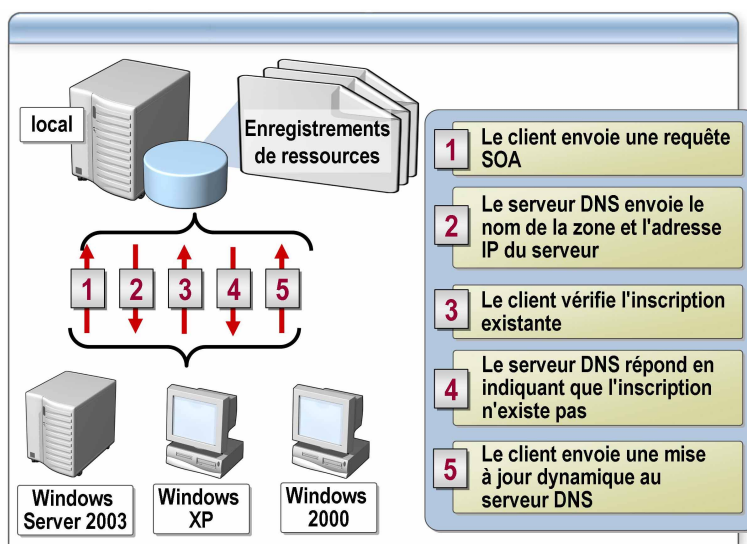 local
Enregistrements
de ressources
1
2
3
4
5
Windows
Server 2003
Windows
XP
Windows
2000
1
Le client envoie une requête
SOA
2
Le serveur DNS envoie le
nom de la zone et l'adresse
IP du serveur
3
Le client vérifie l'inscription
existante
4
Le serveur DNS répond en
indiquant que l'inscription
n'existe pas
5
Le client envoie une mise
à jour dynamique au
serveur DNS